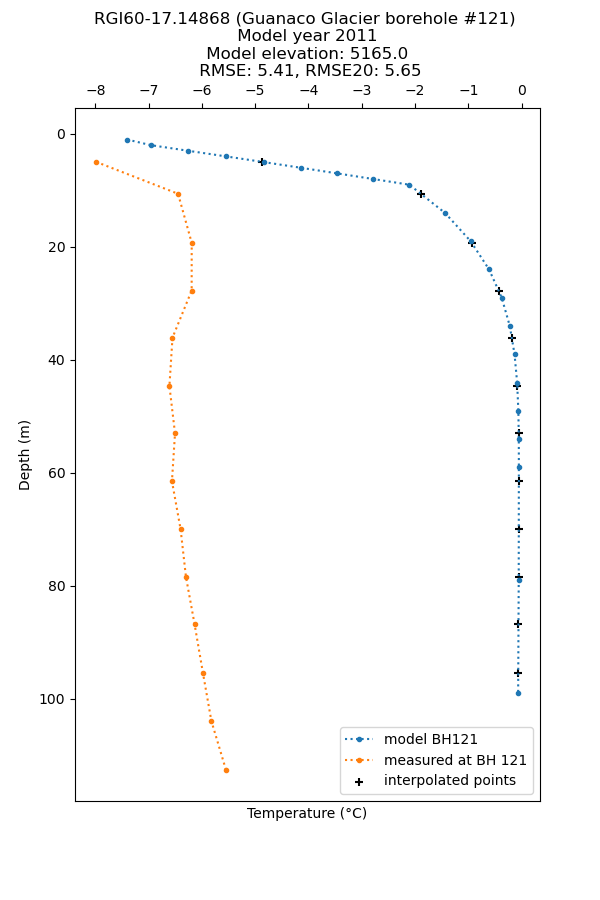 RGI60-17.14868 (Guanaco Glacier borehole #121)
Model year 2011
Model elevation: 5165.0
RMSE: 5.41, RMSE20: 5.65
−8 −7 −6 −5 −4 −3 −2 −1 0
0
20
40
60
80
100
Depth (m)
model BH121
measured at BH 121
interpolated points
Temperature (°C)